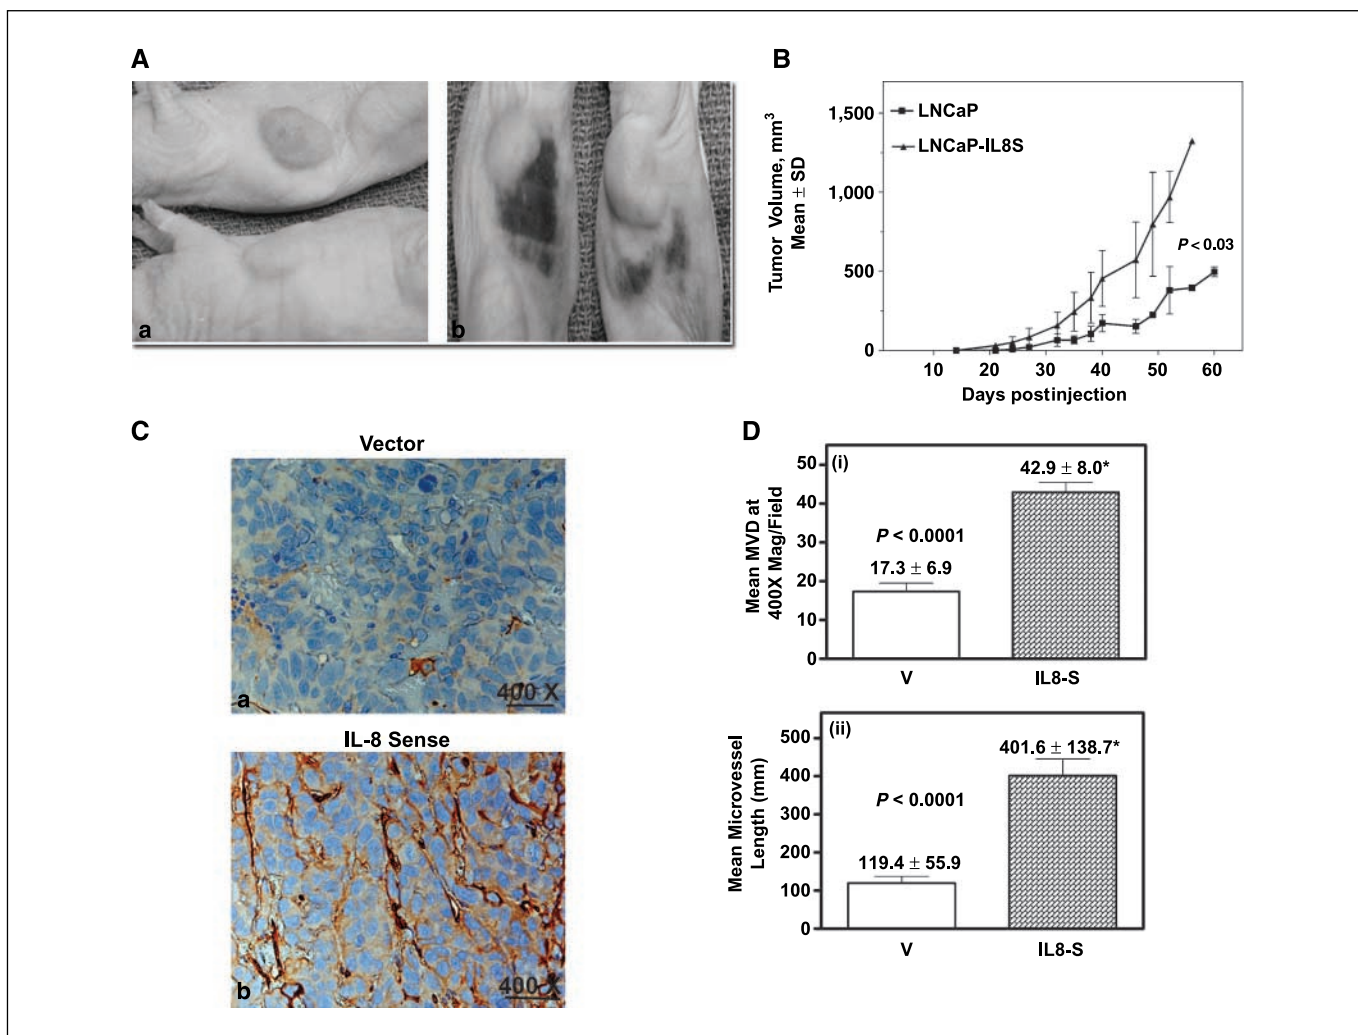 A
a
b
B
Tumor Volume, mm³
Mean ± SD
1,500
1,000
500
0
LNCaP
LNCaP-IL8S
P < 0.03
10 20 30 40 50 60
Days postinjection
C
Vector
a
400 X
IL-8 Sense
b
400 X
D
(i)
Mean MVD at
400X Mag/Field
50
40
30
20
10
0
42.9 ± 8.0*
P < 0.0001
17.3 ± 6.9
V IL8-S
(ii)
Mean Microvessel
Length (mm)
500
400
300
200
100
0
401.6 ± 138.7*
P < 0.0001
119.4 ± 55.9
V IL8-S